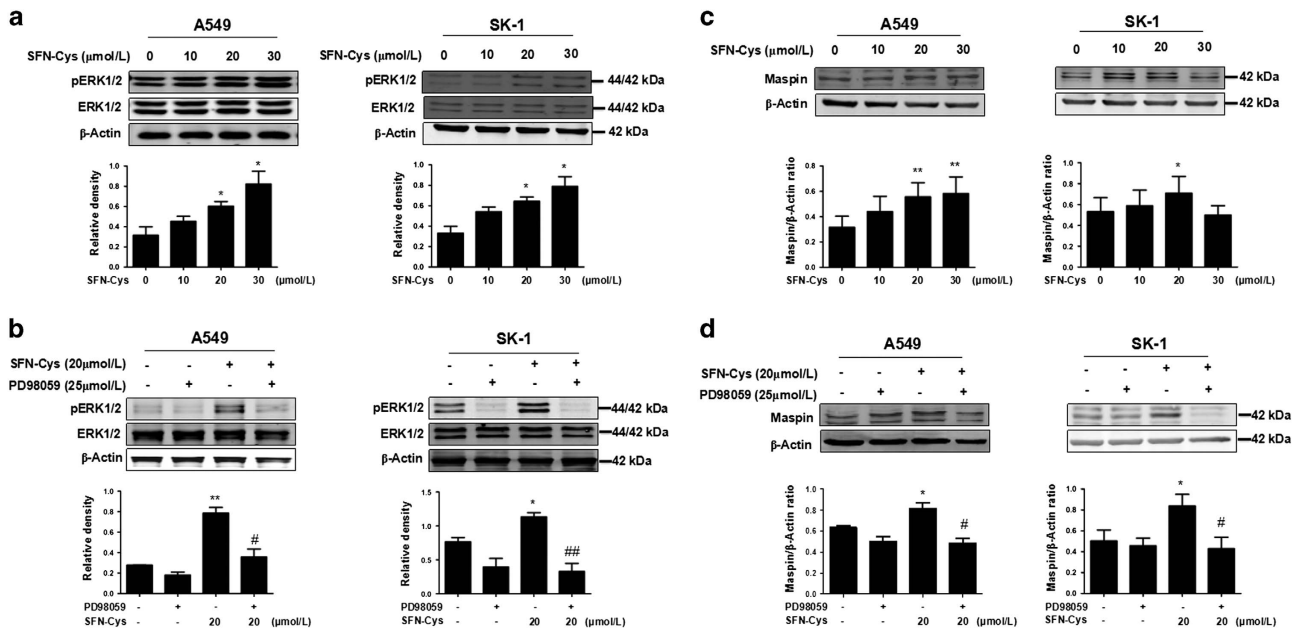 a
A549
SFN-Cys (µmol/L) 0 10 20 30
pERK1/2
ERK1/2
β-Actin
SK-1
SFN-Cys (µmol/L) 0 10 20 30
pERK1/2 44/42 kDa
ERK1/2 44/42 kDa
β-Actin 42 kDa
Relative density
1.0
0.8
0.6
0.4
0.2
0.0
* *
SFN-Cys 0 10 20 30 (µmol/L)
Relative density
1.0
0.8
0.6
0.4
0.2
0.0
* *
SFN-Cys 0 10 20 30 (µmol/L)
b
A549
SFN-Cys (20µmol/L) - - + +
PD98059 (25µmol/L) - + - +
pERK1/2
ERK1/2
β-Actin
SK-1
- - + +
- + - +
pERK1/2 44/42 kDa
ERK1/2 44/42 kDa
β-Actin 42 kDa
Relative density
1.0
0.8
0.6
0.4
0.2
0.0
** #
PD98059 - + - +
SFN-Cys - - 20 20 (µmol/L)
Relative density
1.5
1.0
0.5
0.0
* ##
PD98059 - + - +
SFN-Cys - - 20 20 (µmol/L)
c
A549
SFN-Cys (µmol/L) 0 10 20 30
Maspin
β-Actin
SK-1
0 10 20 30
42 kDa
42 kDa
Maspin/β-Actin ratio
1.0
0.8
0.6
0.4
0.2
0.0
** **
SFN-Cys 0 10 20 30 (µmol/L)
Maspin/β-Actin ratio
1.0
0.8
0.6
0.4
0.2
0.0
*
SFN-Cys 0 10 20 30 (µmol/L)
d
A549
SFN-Cys (20µmol/L) - - + +
PD98059 (25µmol/L) - + - +
Maspin
β-Actin
SK-1
- - + +
- + - +
42 kDa
42 kDa
Maspin/β-Actin ratio
1.0
0.8
0.6
0.4
0.2
0.0
* #
PD98059 - + - +
SFN-Cys - - 20 20 (µmol/L)
Maspin/β-Actin ratio
1.0
0.8
0.6
0.4
0.2
0.0
* #
PD98059 - + - +
SFN-Cys - - 20 20 (µmol/L)